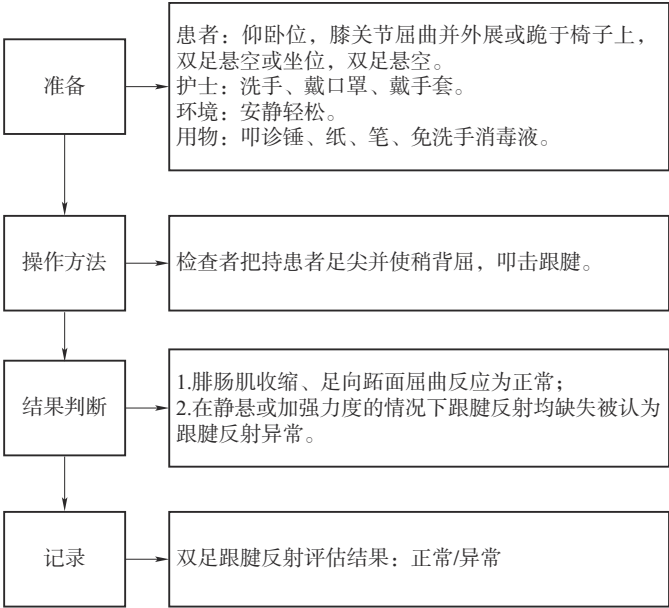 准备
患者：仰卧位，膝关节屈曲并外展或跪于椅子上，
双足悬空或坐位，双足悬空。
护士：洗手、戴口罩、戴手套。
环境：安静轻松。
用物：叩诊锤、纸、笔、免洗手消毒液。
操作方法
检查者把持患者足尖并使稍背屈，叩击跟腱。
结果判断
1.腓肠肌收缩、足向跖面屈曲反应为正常；
2.在静悬或加强力度的情况下跟腱反射均缺失被认为
跟腱反射异常。
记录
双足跟腱反射评估结果：正常/异常